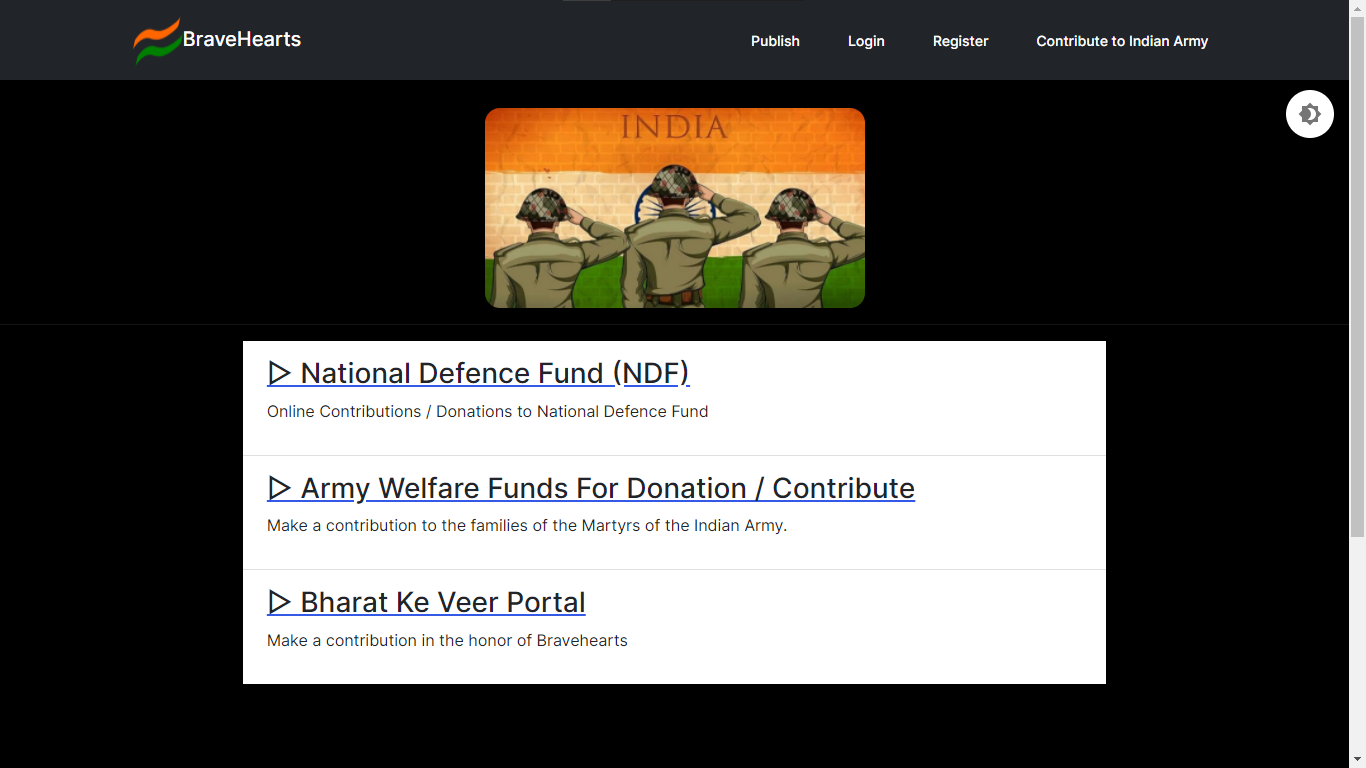 BraveHearts
Publish Login Register Contribute to Indian Army
INDIA
▷ National Defence Fund (NDF)
Online Contributions / Donations to National Defence Fund
▷ Army Welfare Funds For Donation / Contribute
Make a contribution to the families of the Martyrs of the Indian Army.
▷ Bharat Ke Veer Portal
Make a contribution in the honor of Bravehearts